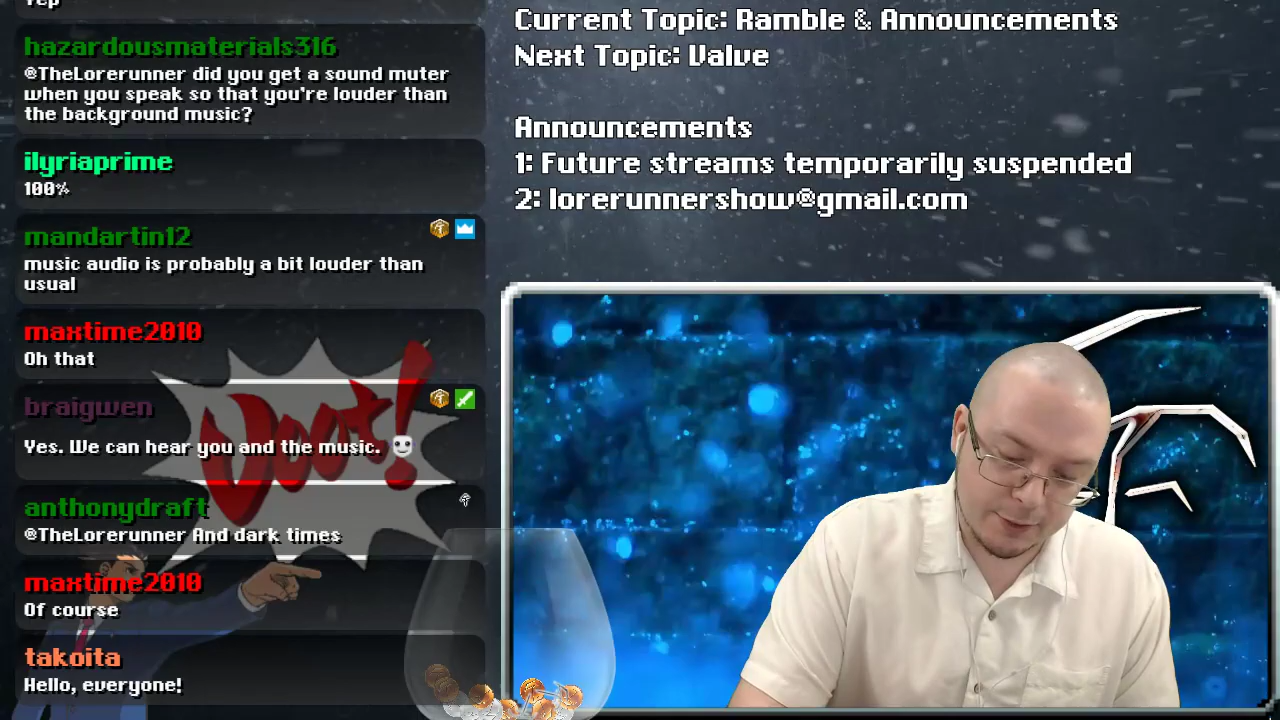 Yep
hazardousmaterials316
@TheLorerunner did you get a sound muter
when you speak so that you're louder than
the background music?
ilyriaprime
100%
mandartin12
music audio is probably a bit louder than
usual
maxtime2010
Oh that
braigwen
Yes. We can hear you and the music.
anthonydraft
@TheLorerunner And dark times
maxtime2010
Of course
takoita
Hello, everyone!
Voot!
Current Topic: Ramble & Announcements
Next Topic: Valve
Announcements
1: Future streams temporarily suspended
2: lorerunnershow@gmail.com